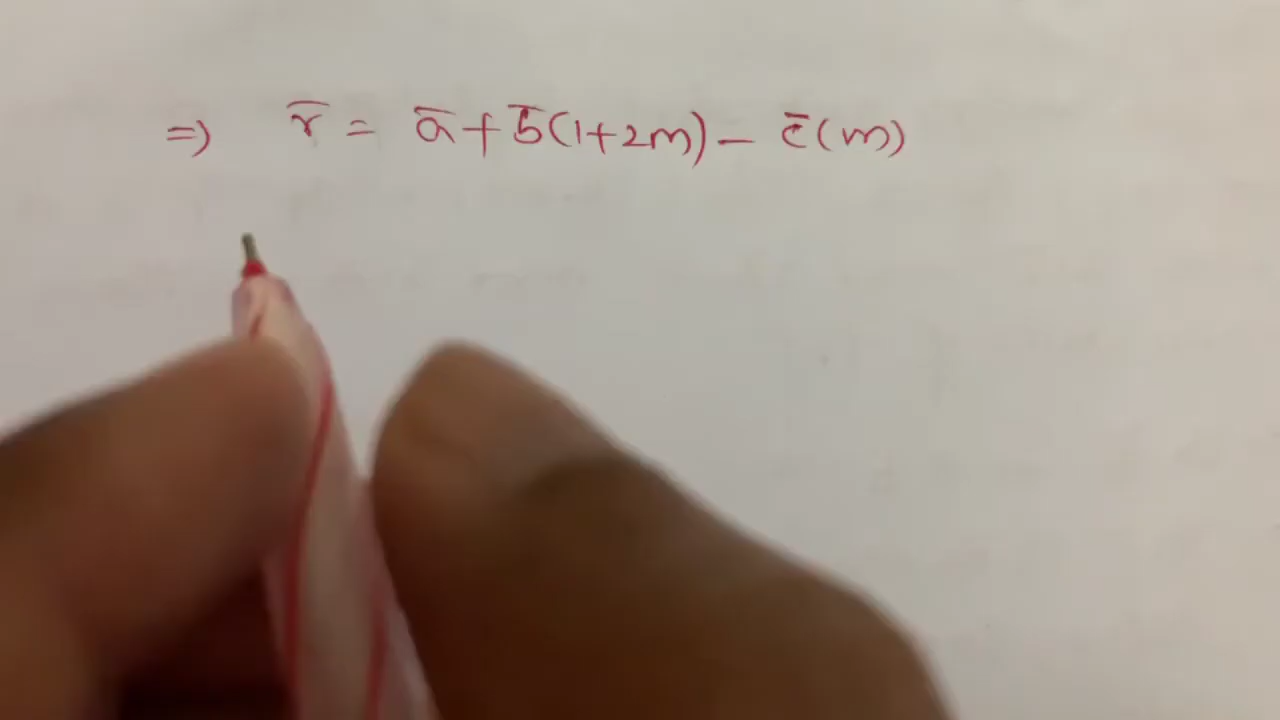 ⇒ r̄ = ā + b̄(1+2m) − c̄(m)